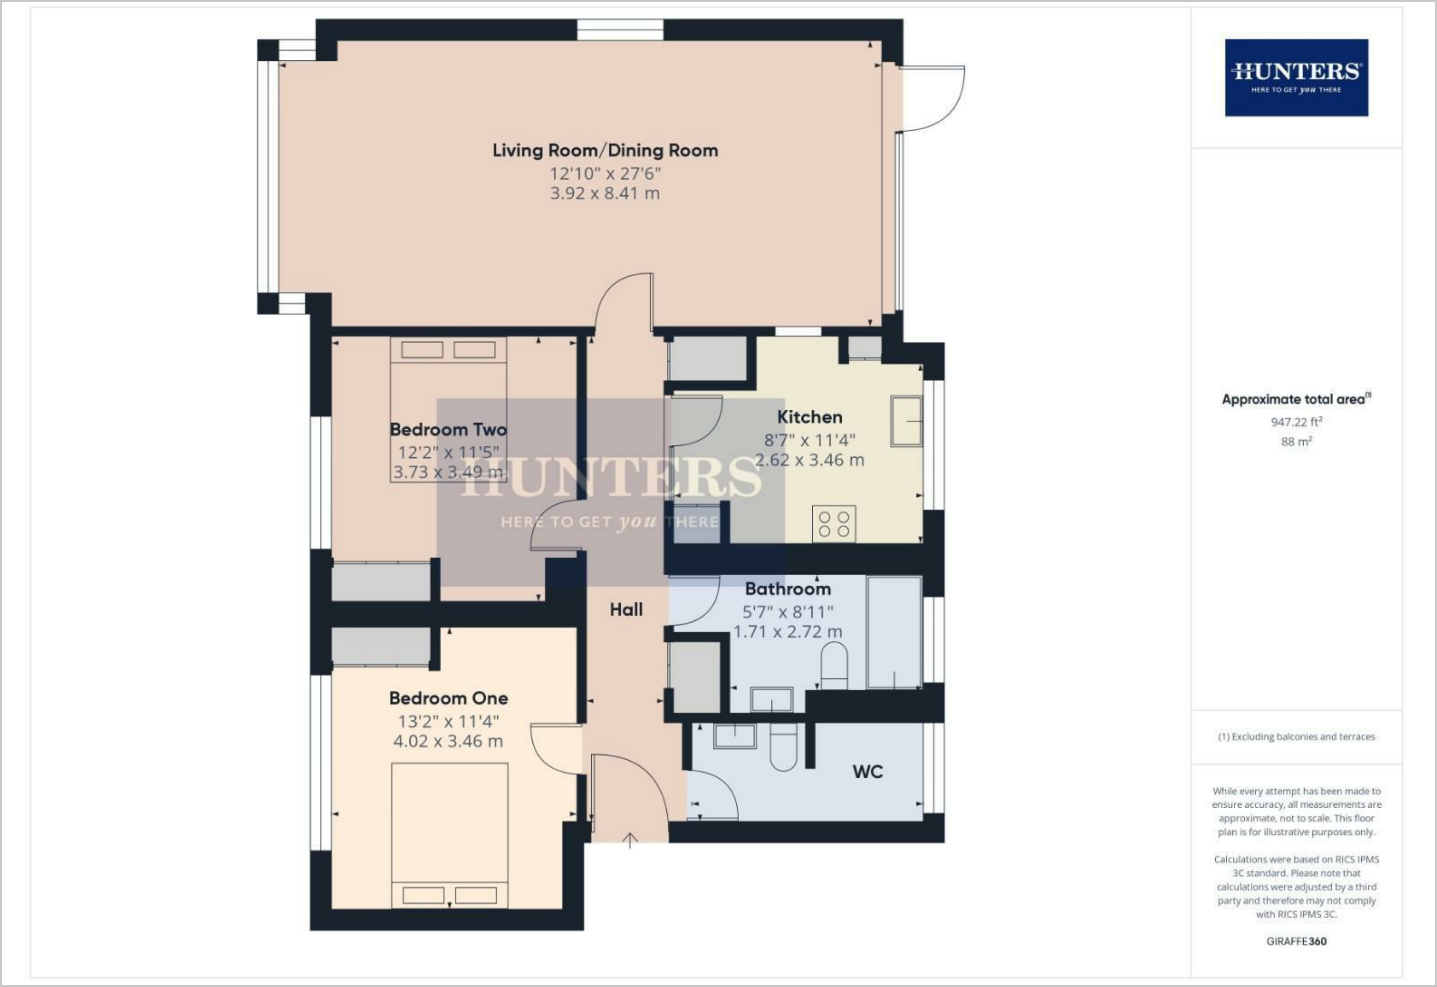 Living Room/Dining Room
12'10" x 27'6"
3.92 x 8.41 m
Bedroom Two
12'2" x 11'5"
3.73 x 3.49 m
Kitchen
8'7" x 11'4"
2.62 x 3.46 m
HUNTERS
HERE TO GET you THERE
Hall
Bathroom
5'7" x 8'11"
1.71 x 2.72 m
Bedroom One
13'2" x 11'4"
4.02 x 3.46 m
WC
HUNTERS
HERE TO GET you THERE
Approximate total area(1)
947.22 ft²
88 m²
(1) Excluding balconies and terraces
While every attempt has been made to
ensure accuracy, all measurements are
approximate, not to scale. This floor
plan is for illustrative purposes only.
Calculations were based on RICS IPMS
3C standard. Please note that
calculations were adjusted by a third
party and therefore may not comply
with RICS IPMS 3C.
GIRAFFE360